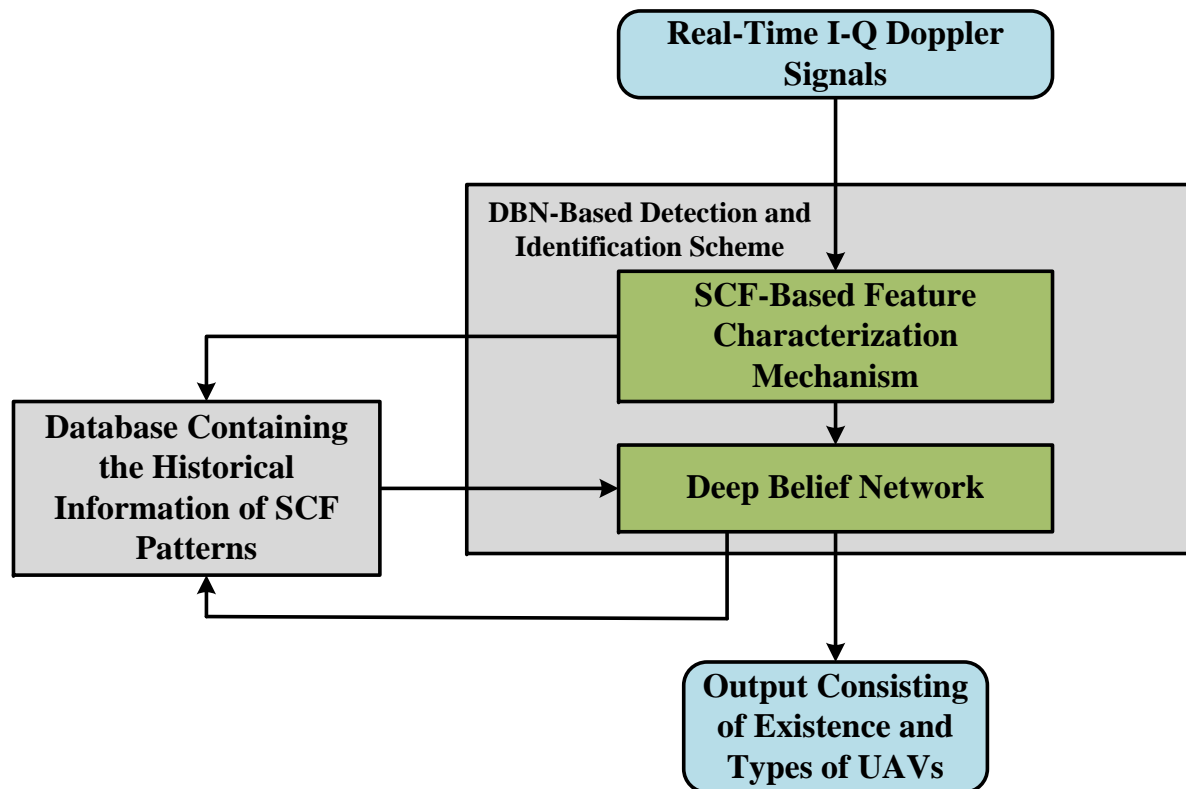 Real-Time I-Q Doppler
Signals
DBN-Based Detection and
Identification Scheme
SCF-Based Feature
Characterization
Mechanism
Database Containing
the Historical
Information of SCF
Patterns
Deep Belief Network
Output Consisting
of Existence and
Types of UAVs